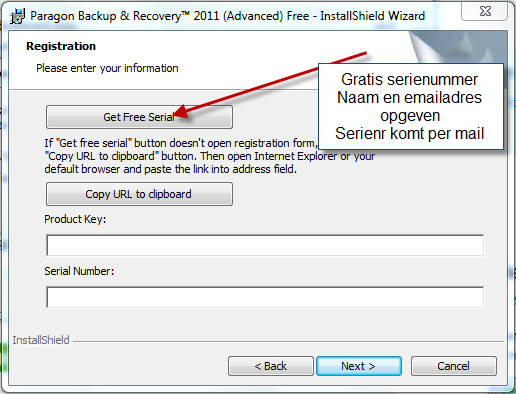 Paragon Backup & Recovery™ 2011 (Advanced) Free - InstallShield Wizard
Registration
Please enter your information
Gratis serienummer
Naam en emailadres
opgeven
Serienr komt per mail
Get Free Serial
If "Get free serial" button doesn't open registration form,
"Copy URL to clipboard" button. Then open Internet Explorer or your
default browser and paste the link into address field.
Copy URL to clipboard
Product Key:
Serial Number:
InstallShield
< Back
Next >
Cancel